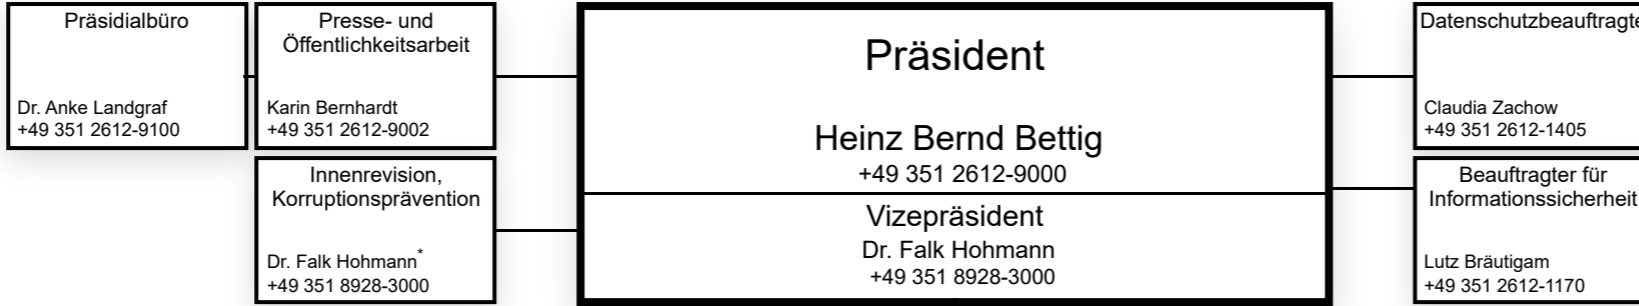 Präsidialbüro
Dr. Anke Landgraf
+49 351 2612-9100
Presse- und
Öffentlichkeitsarbeit
Karin Bernhardt
+49 351 2612-9002
Innenrevision,
Korruptionsprävention
Dr. Falk Hohmann*
+49 351 8928-3000
Präsident
Heinz Bernd Bettig
+49 351 2612-9000
Vizepräsident
Dr. Falk Hohmann
+49 351 8928-3000
Datenschutzbeauftragte
Claudia Zachow
+49 351 2612-1405
Beauftragter für
Informationssicherheit
Lutz Bräutigam
+49 351 2612-1170